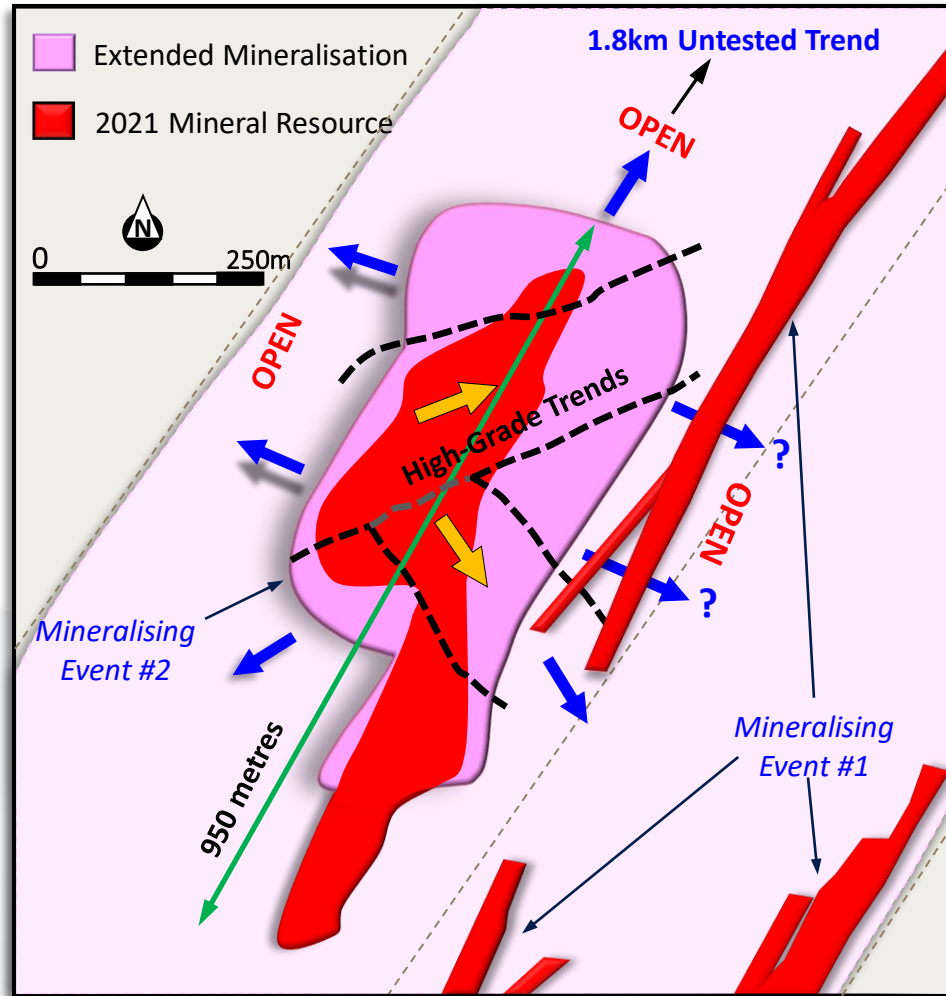 Extended Mineralisation
2021 Mineral Resource
N
0 250m
1.8km Untested Trend
OPEN
OPEN
High-Grade Trends
?
OPEN
?
Mineralising
Event #2
950 metres
Mineralising
Event #1